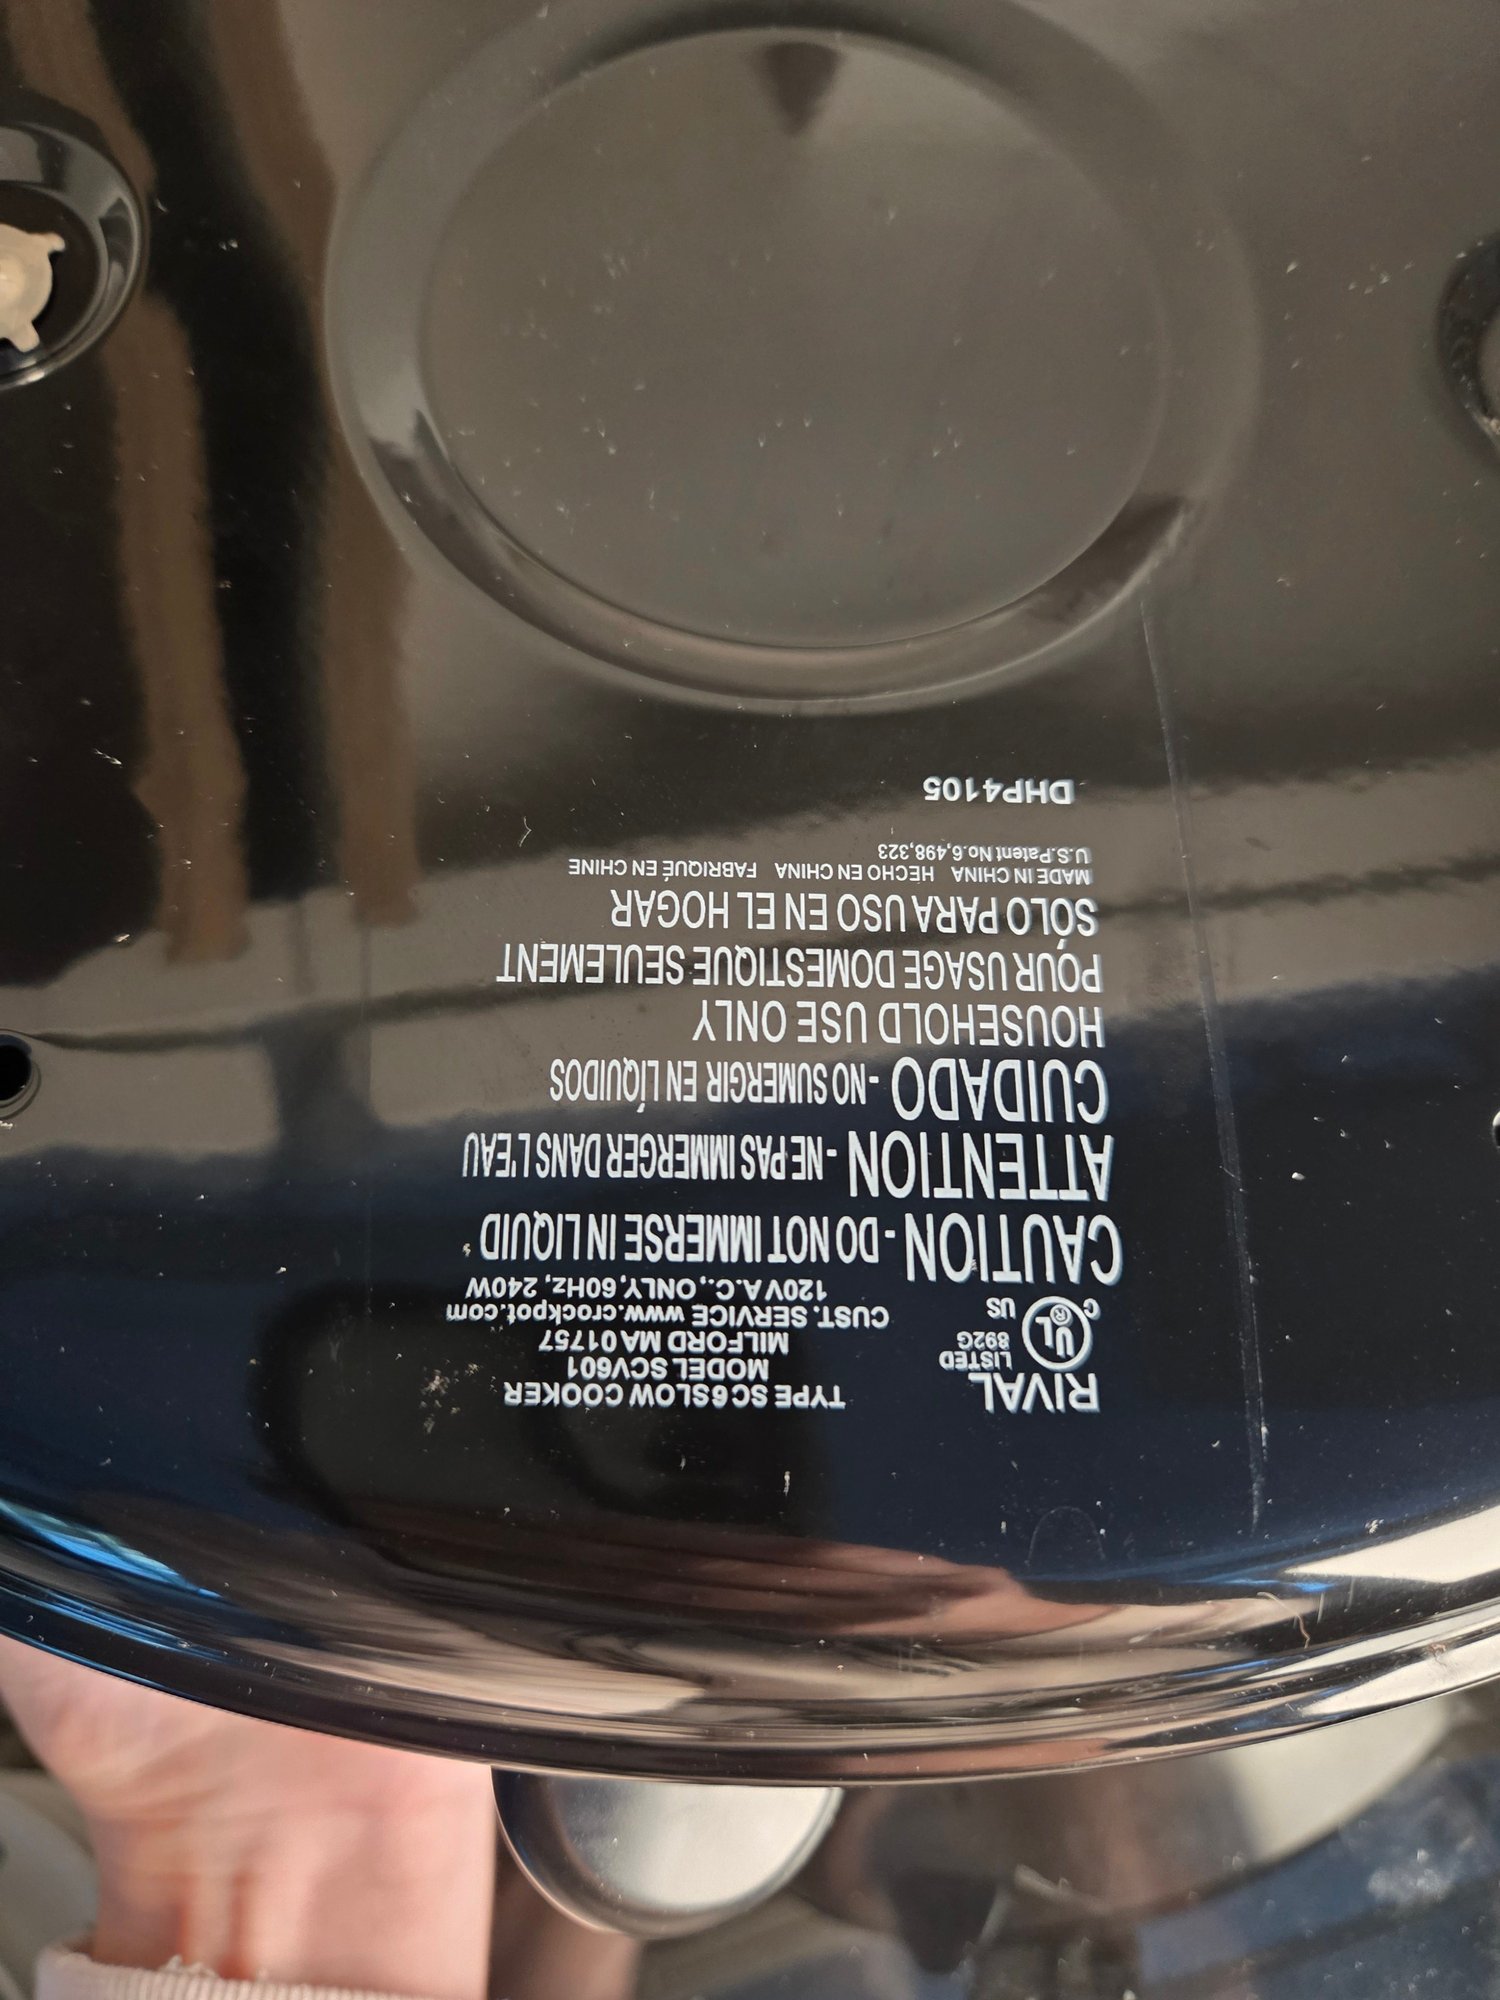 RIVAL
LISTED
892G
UL
®
C US
TYPE SC6SLOW COOKER
MODEL SCV601
MILFORD MA 01757
CUST. SERVICE www.crockpot.com
120V A.C., ONLY, 60Hz, 240W
CAUTION - DO NOT IMMERSE IN LIQUID
ATTENTION - NE PAS IMMERGER DANS L'EAU
CUIDADO - NO SUMERGIR EN LÍQUIDOS
HOUSEHOLD USE ONLY
POUR USAGE DOMESTIQUE SEULEMENT
SÓLO PARA USO EN EL HOGAR
MADE IN CHINA HECHO EN CHINA FABRIQUÉ EN CHINE
U.S.Patent No.6,498,323
DHP4105